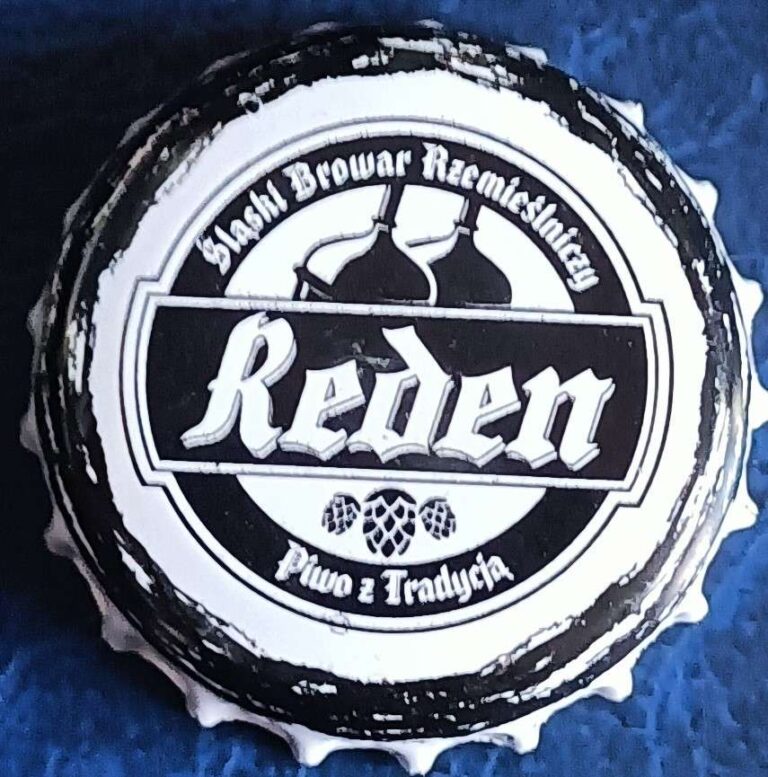 Śląski Browar Rzemieślniczy
Reden
Piwo z Tradycją